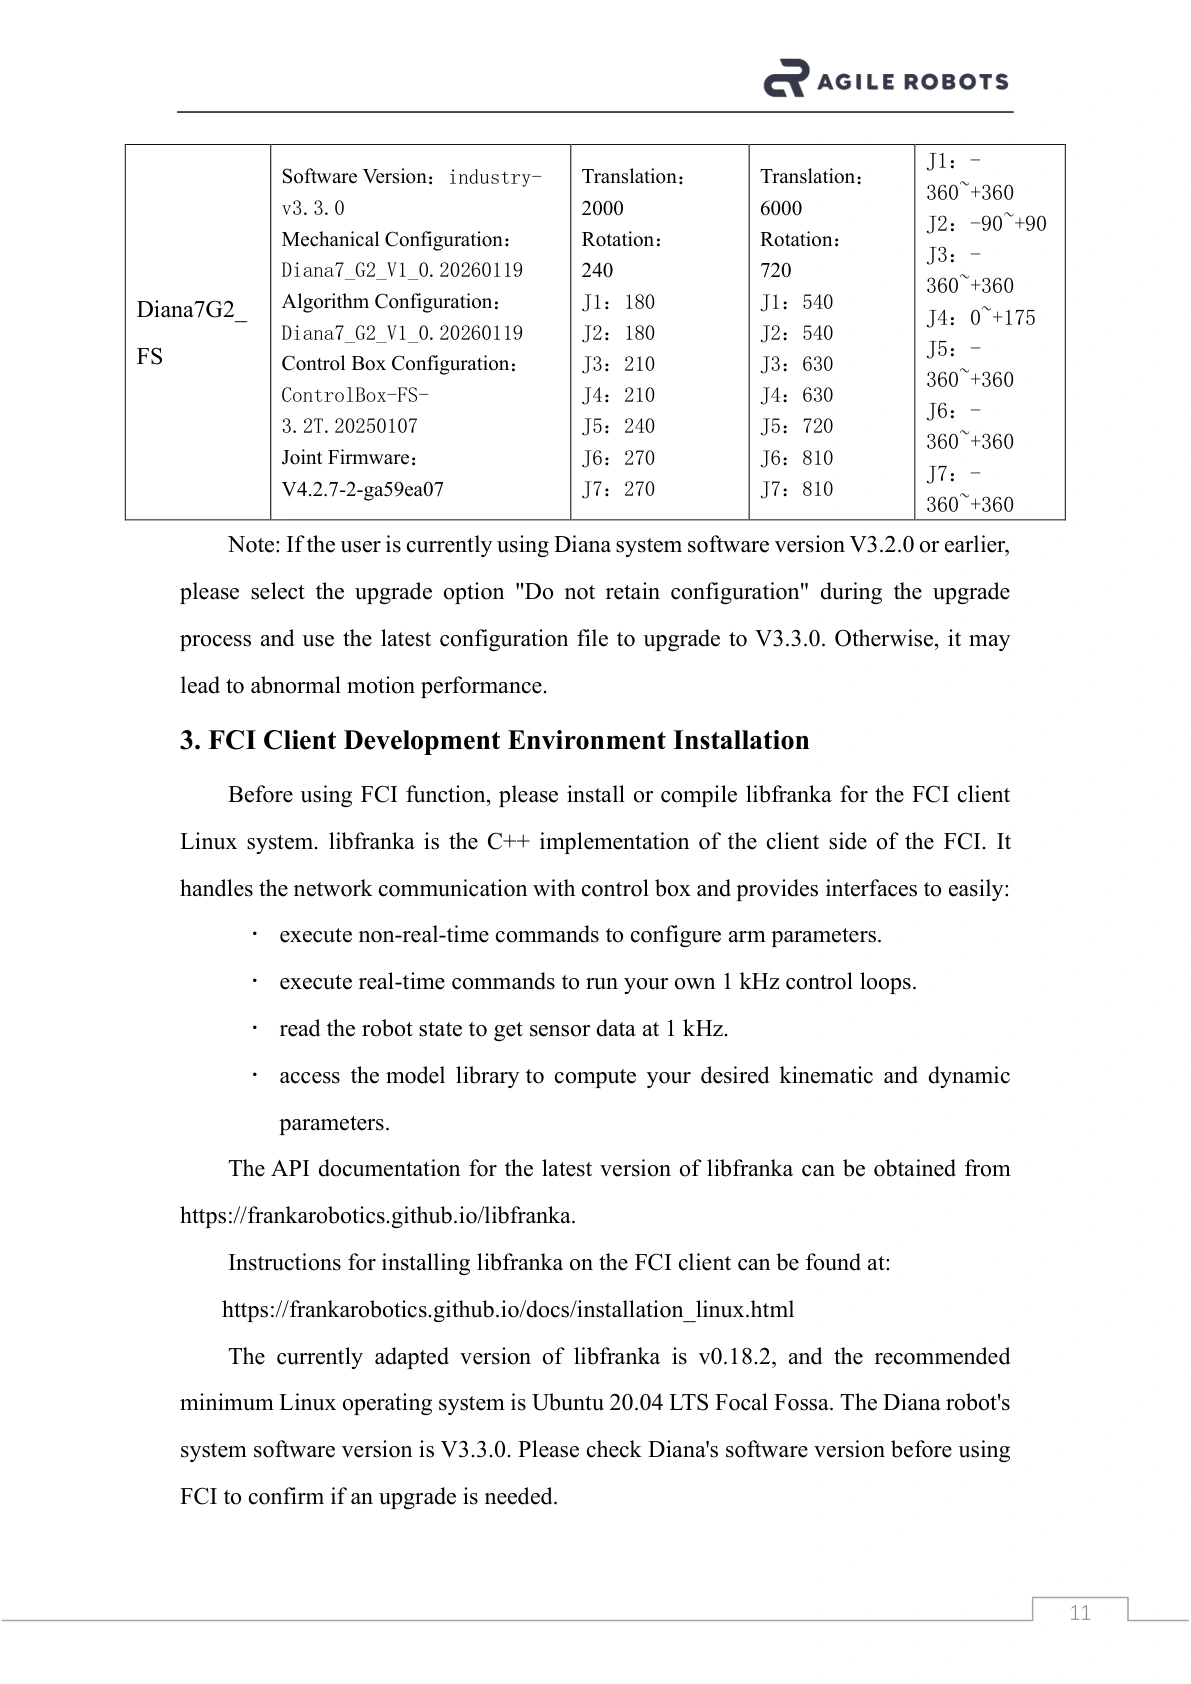 AGILE ROBOTS
Diana7G2_
FS
Software Version：industry-
v3.3.0
Mechanical Configuration：
Diana7_G2_V1_0.20260119
Algorithm Configuration：
Diana7_G2_V1_0.20260119
Control Box Configuration：
ControlBox-FS-
3.2T.20250107
Joint Firmware：
V4.2.7-2-ga59ea07
Translation：
2000
Rotation：
240
J1：180
J2：180
J3：210
J4：210
J5：240
J6：270
J7：270
Translation：
6000
Rotation：
720
J1：540
J2：540
J3：630
J4：630
J5：720
J6：810
J7：810
J1：-
360~+360
J2：-90~+90
J3：-
360~+360
J4：0~+175
J5：-
360~+360
J6：-
360~+360
J7：-
360~+360
Note: If the user is currently using Diana system software version V3.2.0 or earlier,
please select the upgrade option "Do not retain configuration" during the upgrade
process and use the latest configuration file to upgrade to V3.3.0. Otherwise, it may
lead to abnormal motion performance.
3. FCI Client Development Environment Installation
Before using FCI function, please install or compile libfranka for the FCI client
Linux system. libfranka is the C++ implementation of the client side of the FCI. It
handles the network communication with control box and provides interfaces to easily:
· execute non-real-time commands to configure arm parameters.
· execute real-time commands to run your own 1 kHz control loops.
· read the robot state to get sensor data at 1 kHz.
· access the model library to compute your desired kinematic and dynamic
parameters.
The API documentation for the latest version of libfranka can be obtained from
https://frankarobotics.github.io/libfranka.
Instructions for installing libfranka on the FCI client can be found at:
https://frankarobotics.github.io/docs/installation_linux.html
The currently adapted version of libfranka is v0.18.2, and the recommended
minimum Linux operating system is Ubuntu 20.04 LTS Focal Fossa. The Diana robot's
system software version is V3.3.0. Please check Diana's software version before using
FCI to confirm if an upgrade is needed.
11